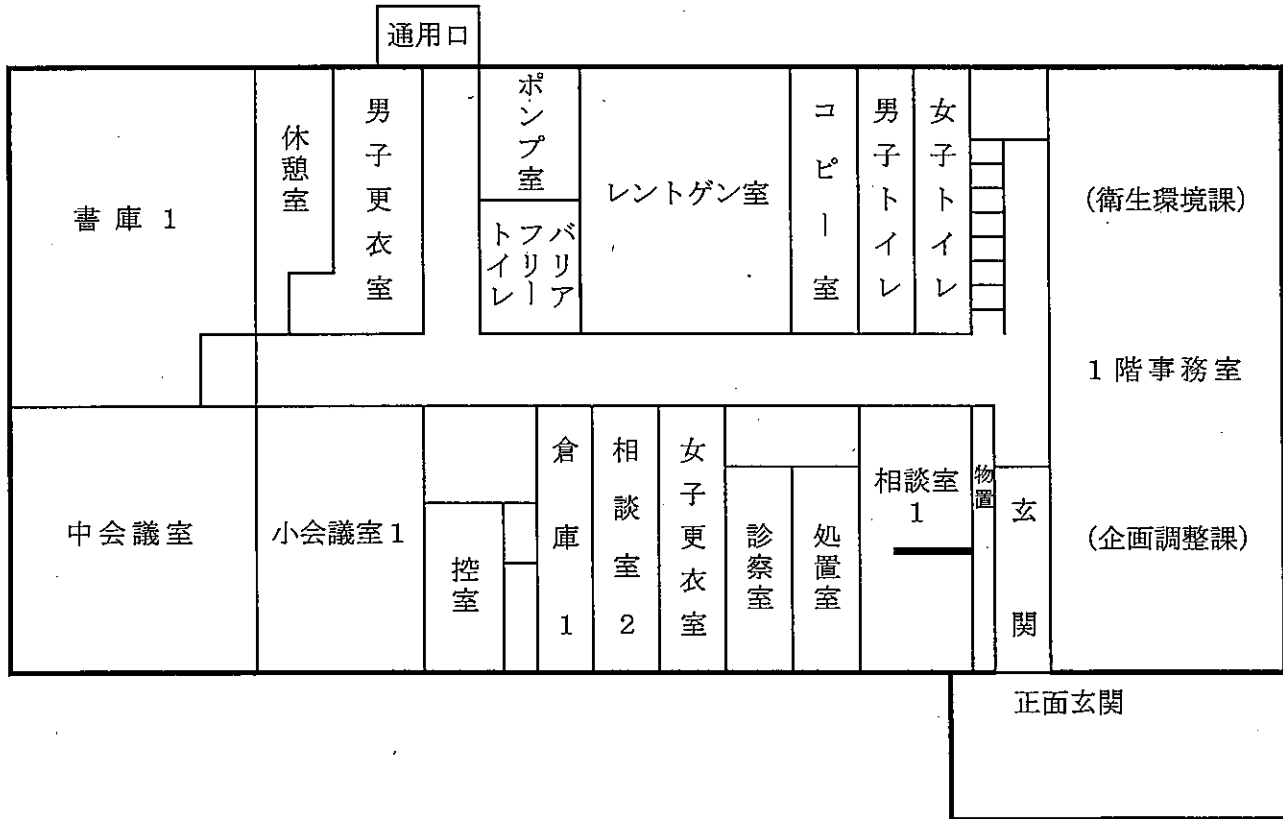 通用口
書庫 1
休憩室
男子更衣室
ポンプ室
バリア
フリー
トイレ
レントゲン室
コピー室
男子トイレ
女子トイレ
(衛生環境課)
1階事務室
(企画調整課)
中会議室
小会議室1
控室
倉庫1
相談室2
女子更衣室
診察室
処置室
相談室
1
物置
玄関
正面玄関